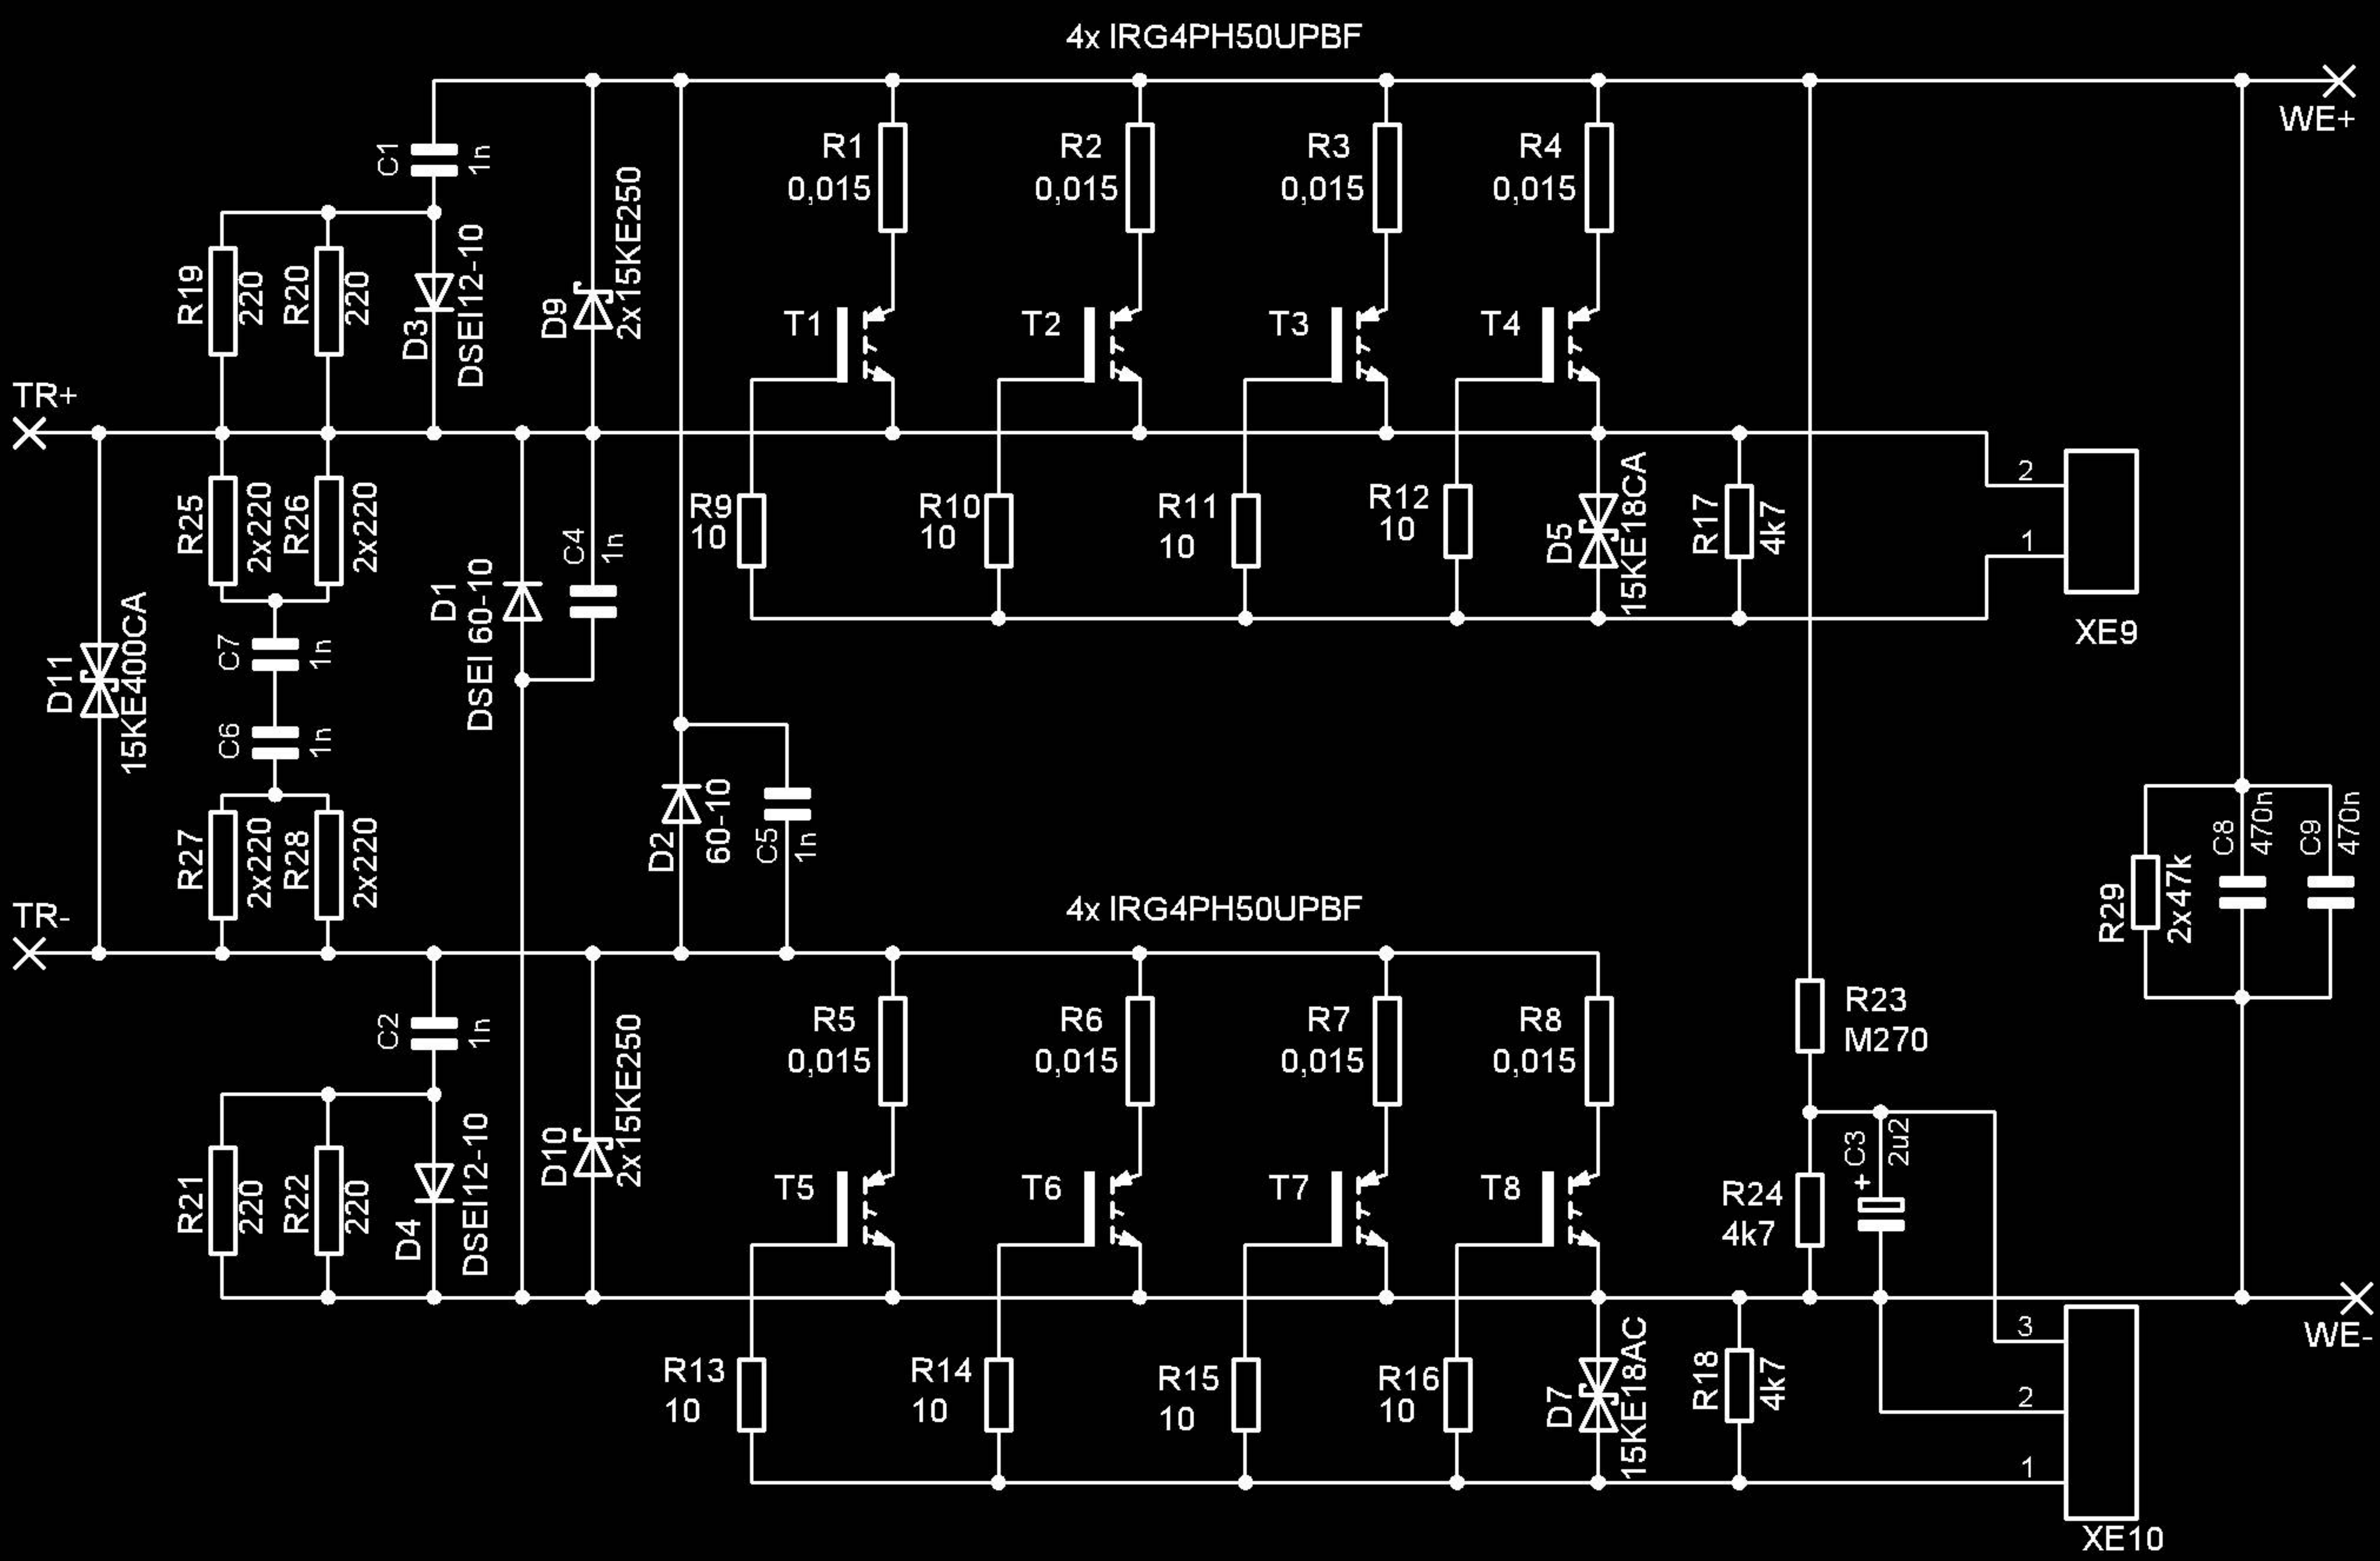 4x IRG4PH50UPBF
WE+
C1
1n
R1
0,015
R2
0,015
R3
0,015
R4
0,015
R19
220
R20
220
D3
DSEI12-10
D9
2x15KE250
T1
T2
T3
T4
TR+
R25
2x220
R26
2x220
D1
DSEI 60-10
C4
1n
R9
10
R10
10
R11
10
R12
10
D5
15KE18CA
R17
4k7
2
1
XE9
D11
15KE400CA
C7
1n
C6
1n
R27
2x220
R28
2x220
D2
60-10
C5
1n
R29
2x47k
C8
470n
C9
470n
TR-
4x IRG4PH50UPBF
C2
1n
R5
0,015
R6
0,015
R7
0,015
R8
0,015
R23
M270
R21
220
R22
220
D4
DSEI12-10
D10
2x15KE250
T5
T6
T7
T8
R24
4k7
C3
2u2
+
WE-
R13
10
R14
10
R15
10
R16
10
D7
15KE18AC
R18
4k7
3
2
1
XE10